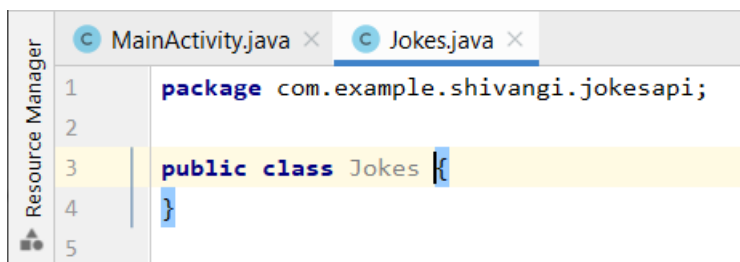 Resource Manager
C MainActivity.java × C Jokes.java ×
1 package com.example.shivangi.jokesapi;
2
3 public class Jokes {
4 }
5